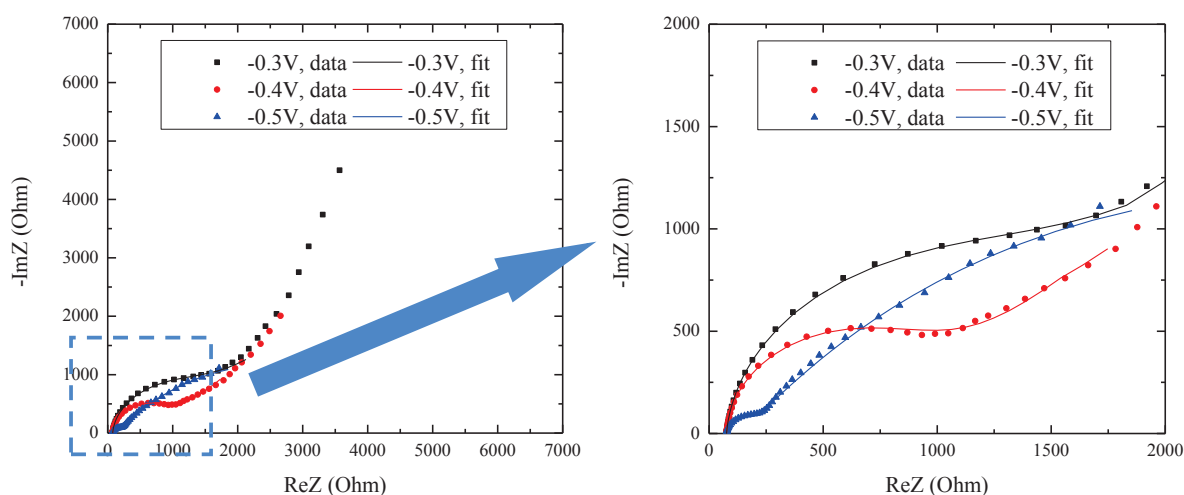 7000
6000
5000
4000
3000
2000
1000
0
-ImZ (Ohm)
-0.3V, data -0.3V, fit
-0.4V, data -0.4V, fit
-0.5V, data -0.5V, fit
0 1000 2000 3000 4000 5000 6000 7000
ReZ (Ohm)
2000
1500
1000
500
0
-ImZ (Ohm)
-0.3V, data -0.3V, fit
-0.4V, data -0.4V, fit
-0.5V, data -0.5V, fit
0 500 1000 1500 2000
ReZ (Ohm)